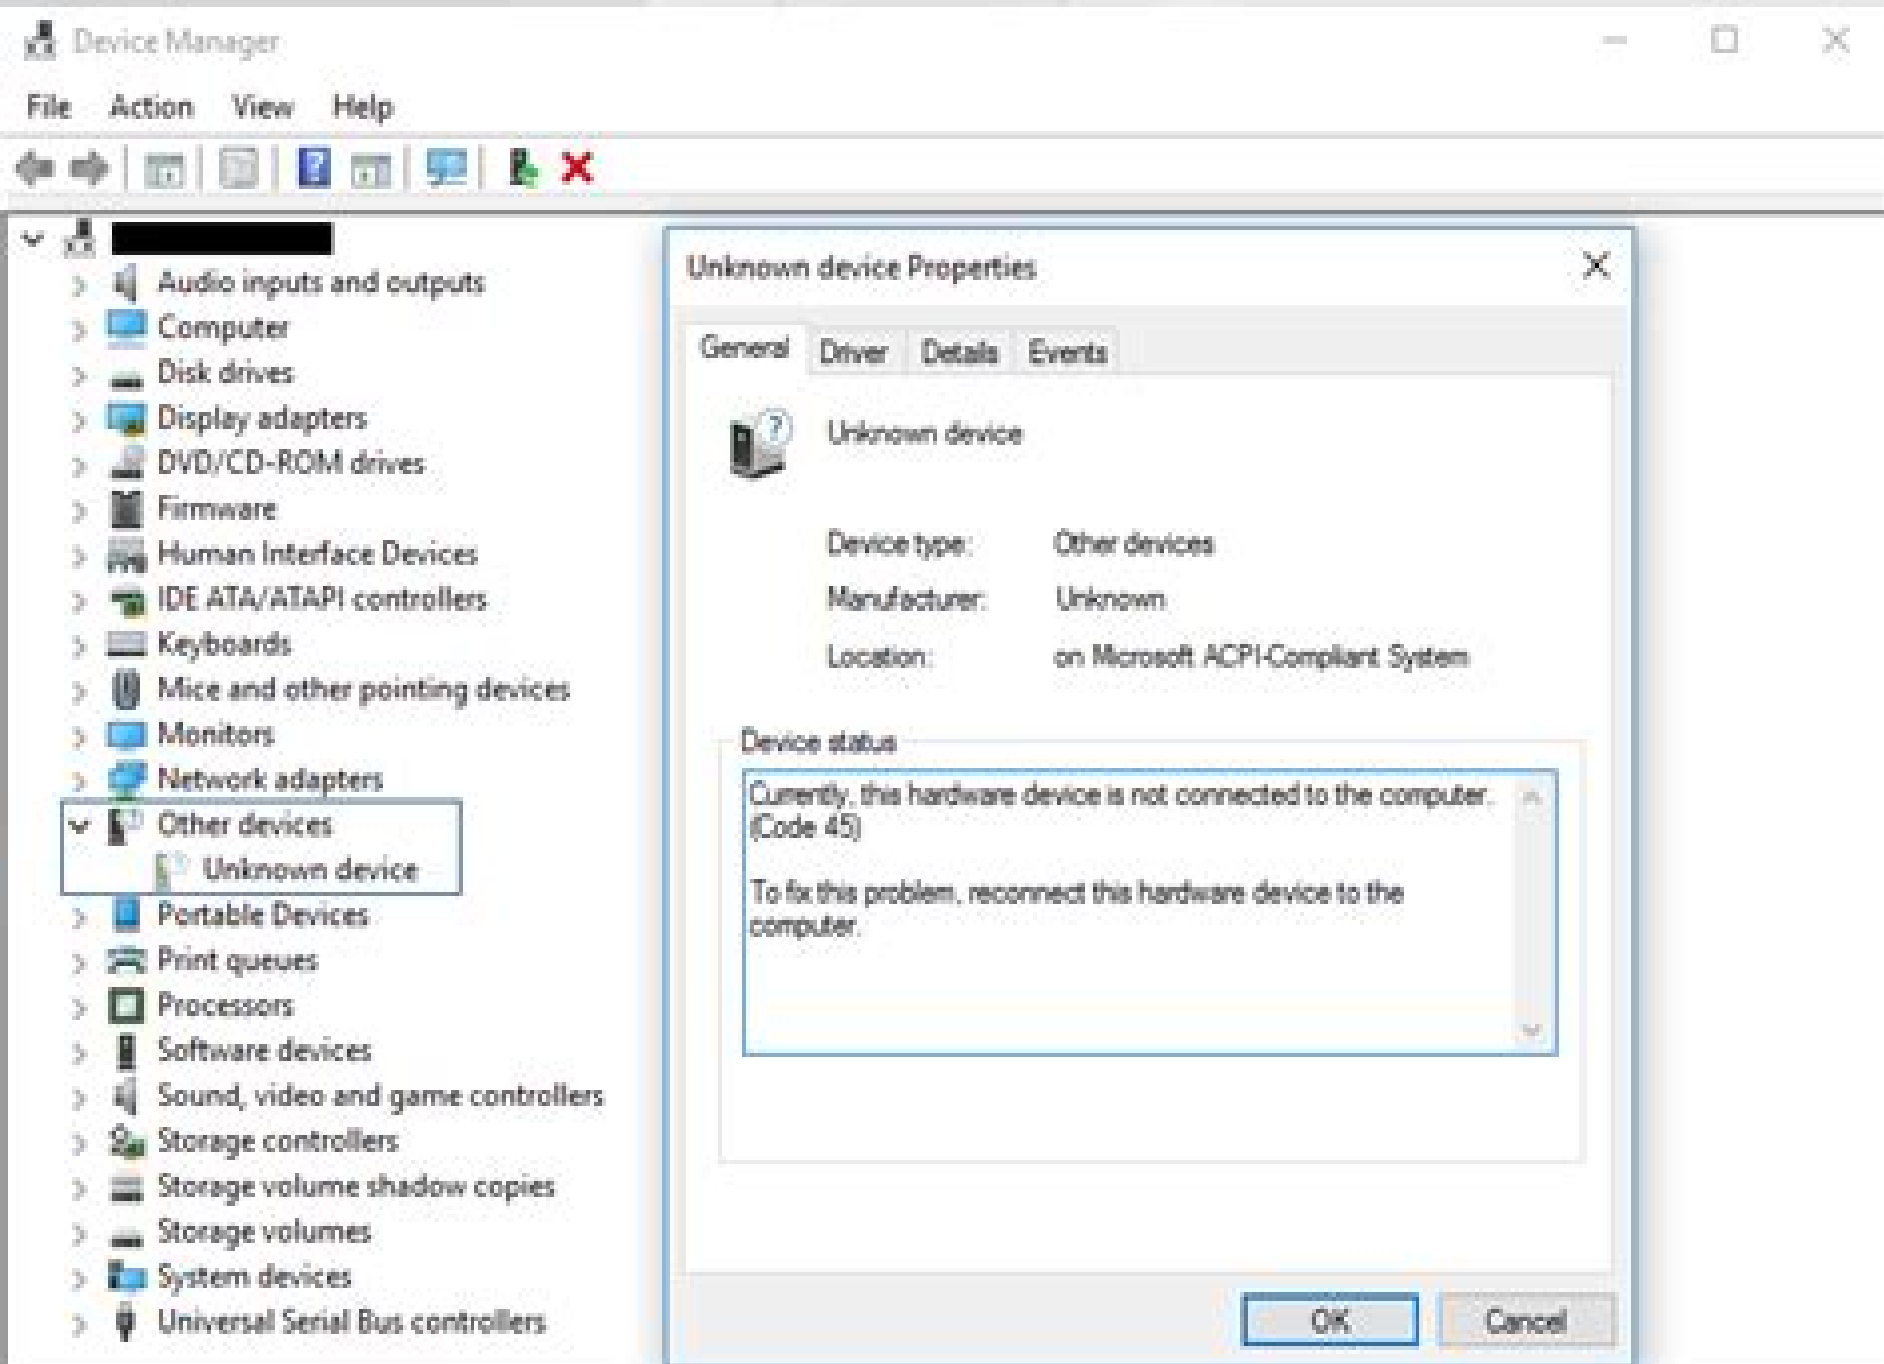 Device Manager
File Action View Help
Audio inputs and outputs
Computer
Disk drives
Display adapters
DVD/CD-ROM drives
Firmware
Human Interface Devices
IDE ATA/ATAPI controllers
Keyboards
Mice and other pointing devices
Monitors
Network adapters
Other devices
Unknown device
Portable Devices
Print queues
Processors
Software devices
Sound, video and game controllers
Storage controllers
Storage volume shadow copies
Storage volumes
System devices
Universal Serial Bus controllers
Unknown device Properties
General Driver Details Events
Unknown device
Device type: Other devices
Manufacturer: Unknown
Location: on Microsoft ACPI-Compliant System
Device status
Currently, this hardware device is not connected to the computer.
(Code 45)
To fix this problem, reconnect this hardware device to the
computer.
OK Cancel